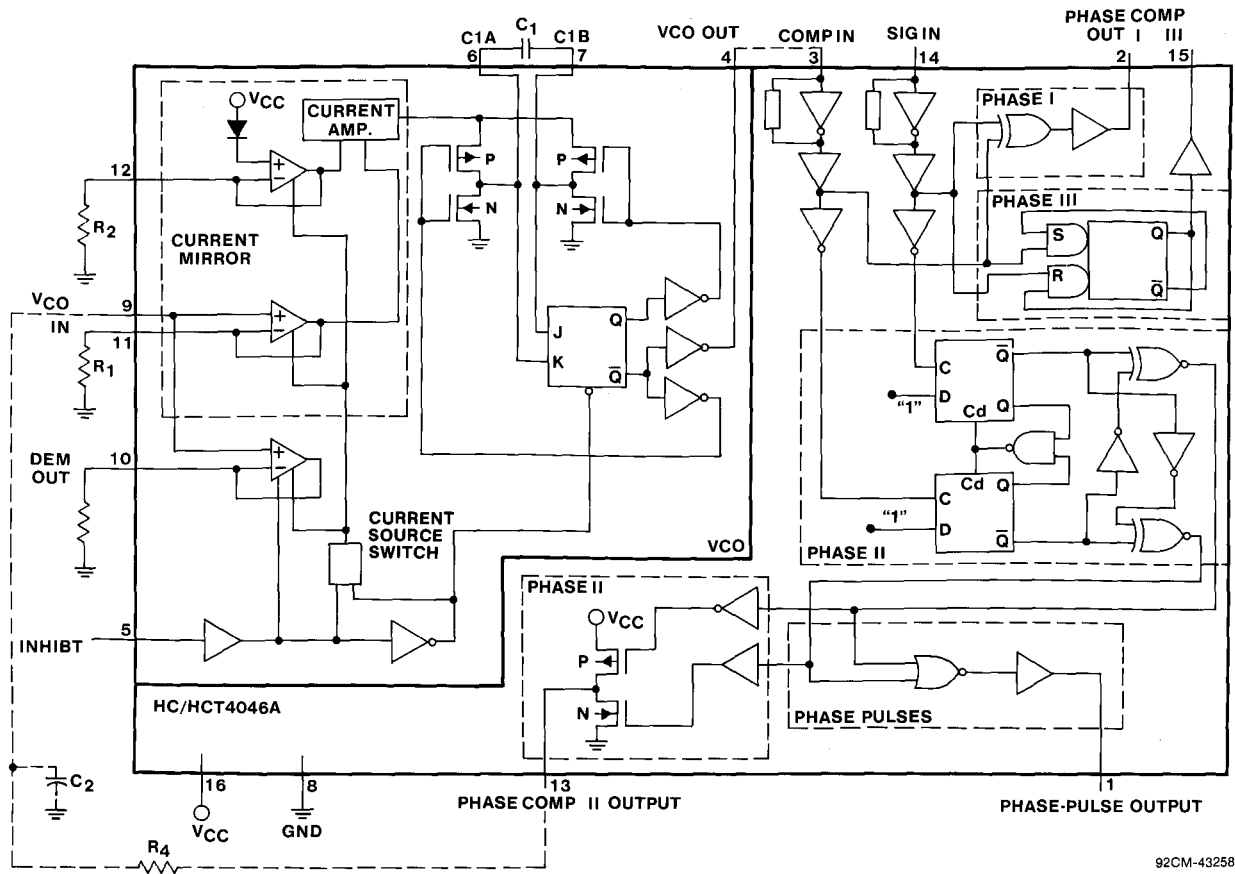 C1
C1A
C1B
6
7
VCO OUT
4
COMP IN
3
SIG IN
14
PHASE COMP
OUT I III
2
15
VCC
CURRENT
AMP.
+
−
12
R2
CURRENT
MIRROR
P
N
P
N
PHASE I
PHASE III
S
R
Q
Q̅
VCO
IN
9
11
R1
+
−
J
K
Q
Q̅
C
D
Cd
Q̅
Q
"1"
DEM
OUT
10
+
−
CURRENT
SOURCE
SWITCH
VCO
Cd
C
D
Q
Q̅
"1"
PHASE II
INHIBT
5
PHASE II
VCC
P
N
PHASE PULSES
HC/HCT4046A
C2
16
VCC
8
GND
13
PHASE COMP II OUTPUT
1
PHASE-PULSE OUTPUT
R4
92CM-43258